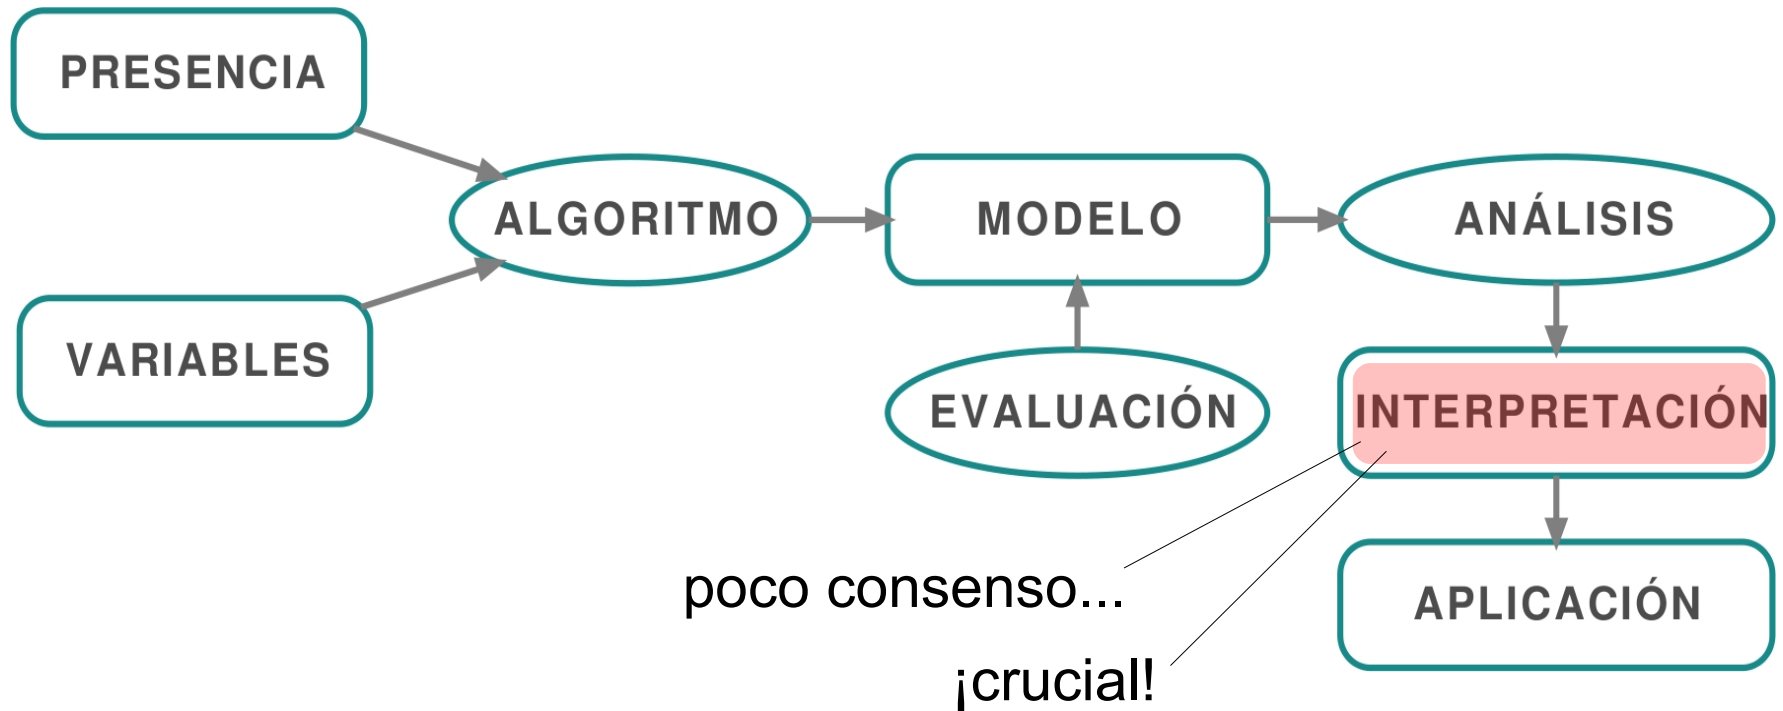 PRESENCIA
VARIABLES
ALGORITMO
MODELO
EVALUACIÓN
ANÁLISIS
INTERPRETACIÓN
APLICACIÓN
poco consenso...
¡crucial!